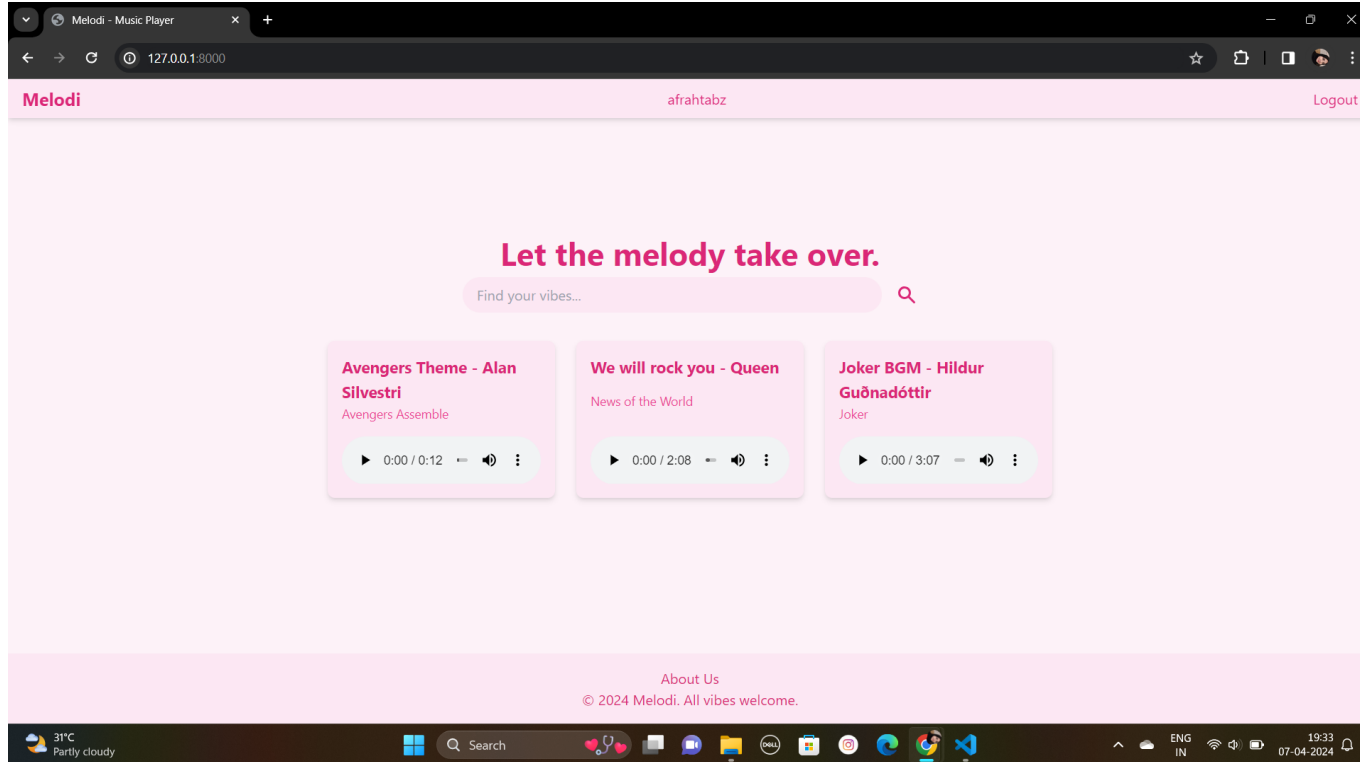 Melodi - Music Player
127.0.0.1:8000
Melodi afrahtabz Logout
Let the melody take over.
Find your vibes...
Avengers Theme - Alan
Silvestri
Avengers Assemble
0:00 / 0:12
We will rock you - Queen
News of the World
0:00 / 2:08
Joker BGM - Hildur
Guðnadóttir
Joker
0:00 / 3:07
About Us
© 2024 Melodi. All vibes welcome.
31°C
Partly cloudy
Search
DELL
ENG
IN
19:33
07-04-2024